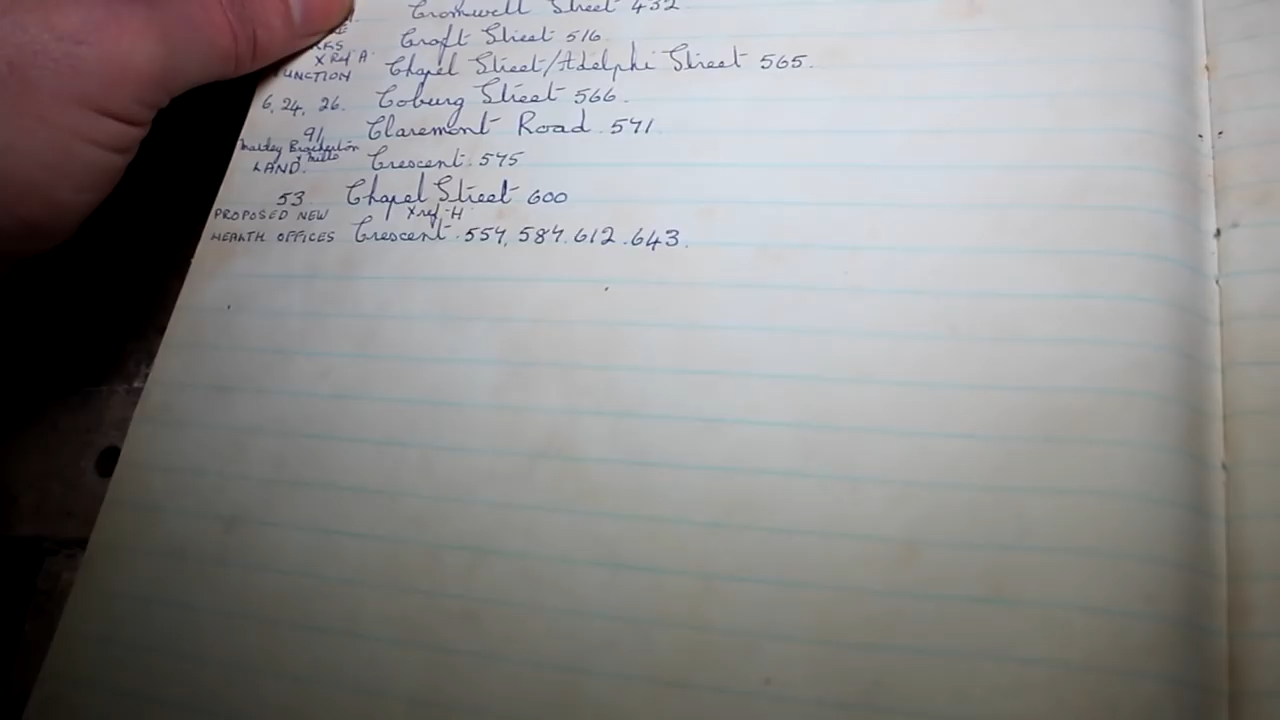 Cromwell Street 432
Croft Street 516
X Ref A
UNCTION Chapel Street/Adelphi Street 565.
6, 24, 26. Coburg Street 566.
91 Claremont Road. 571
LAND. Crescent. 575
53 Chapel Street 600
PROPOSED NEW X ref H
HEALTH OFFICES Crescent. 554, 587. 612. 643.